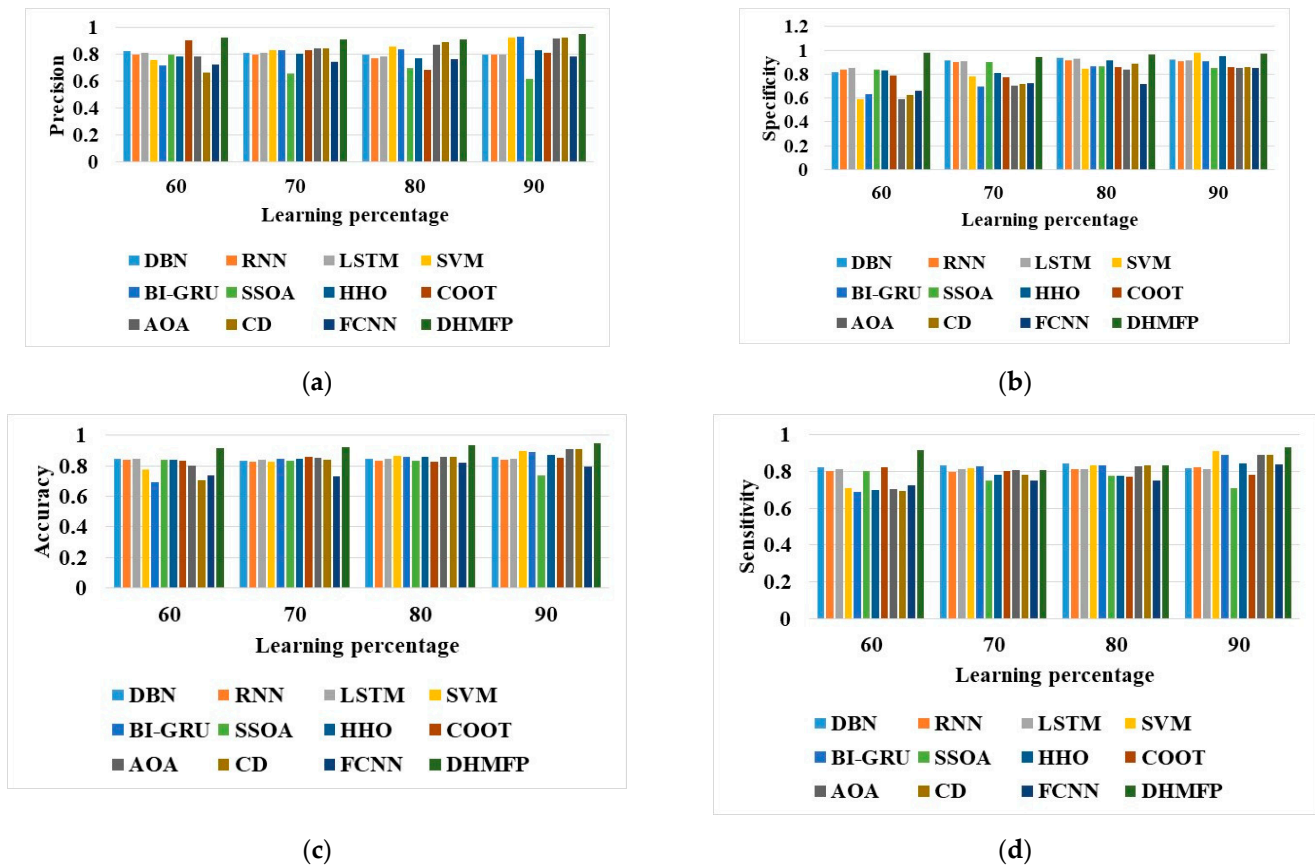 1
0.8
0.6
0.4
0.2
0
Precision
60 70 80 90
Learning percentage
DBN RNN LSTM SVM
BI-GRU SSOA HHO COOT
AOA CD FCNN DHMFP
(a)
1.2
1
0.8
0.6
0.4
0.2
0
Specificity
60 70 80 90
Learning percentage
DBN RNN LSTM SVM
BI-GRU SSOA HHO COOT
AOA CD FCNN DHMFP
(b)
1
0.8
0.6
0.4
0.2
0
Accuracy
60 70 80 90
Learning percentage
DBN RNN LSTM SVM
BI-GRU SSOA HHO COOT
AOA CD FCNN DHMFP
(c)
1
0.8
0.6
0.4
0.2
0
Sensitivity
60 70 80 90
Learning percentage
DBN RNN LSTM SVM
BI-GRU SSOA HHO COOT
AOA CD FCNN DHMFP
(d)